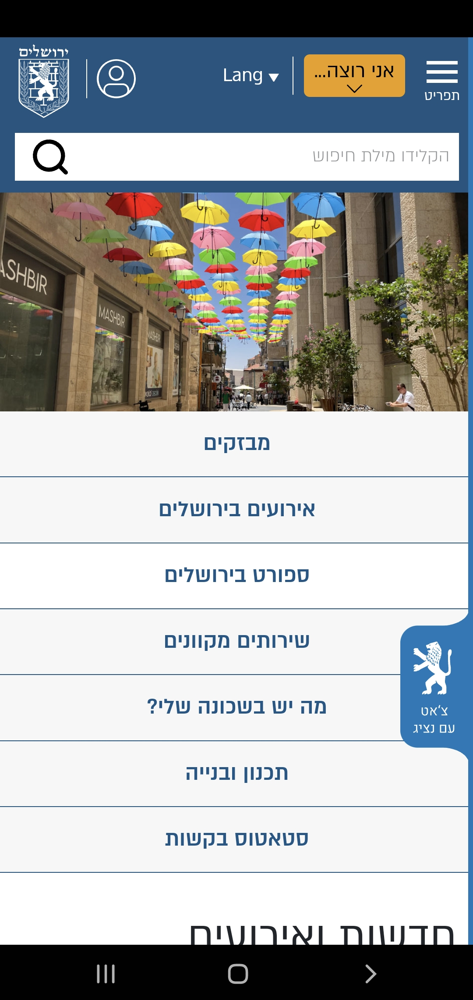 ירושלים
Lang
אני רוצה...
תפריט
הקלידו מילת חיפוש
ASHBIR
MASHBIR
MASHBIR
מבזקים
אירועים בירושלים
ספורט בירושלים
שירותים מקוונים
מה יש בשכונה שלי?
תכנון ובנייה
סטאטוס בקשות
צ'אט
עם נציג
חדשות ואירועים